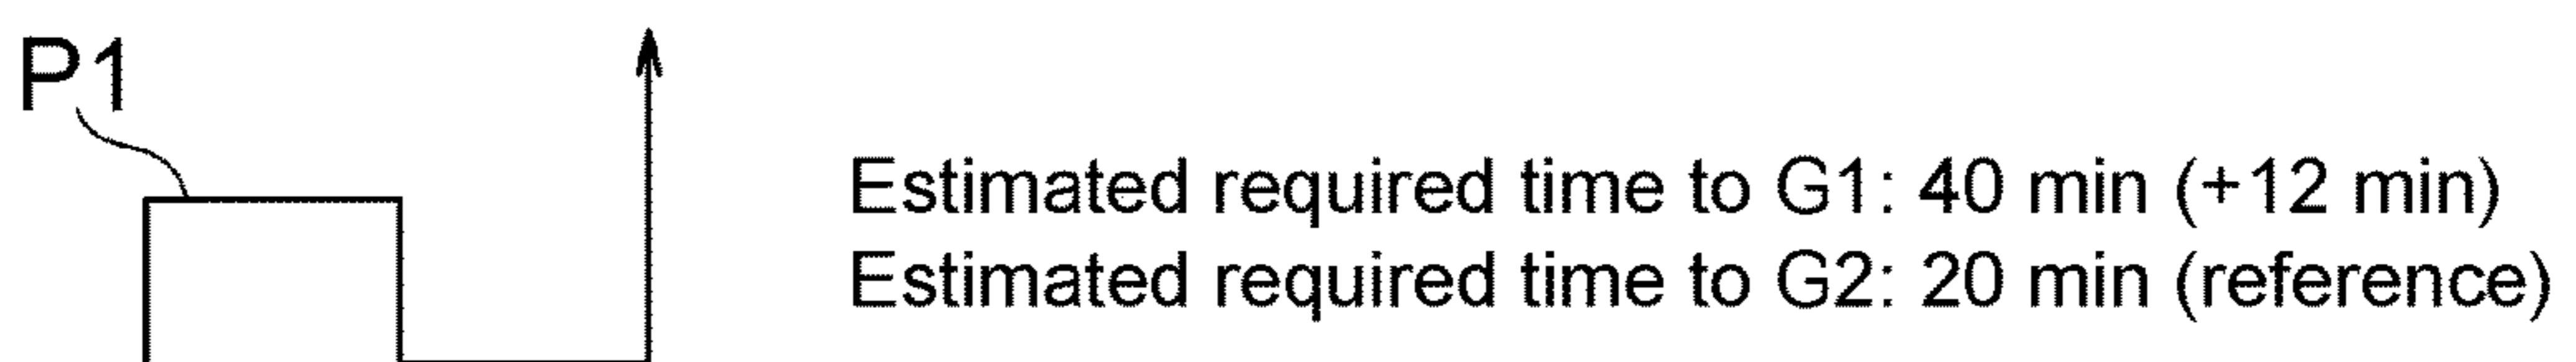 P1
Estimated required time to G1: 40 min (+12 min)
Estimated required time to G2: 20 min (reference)